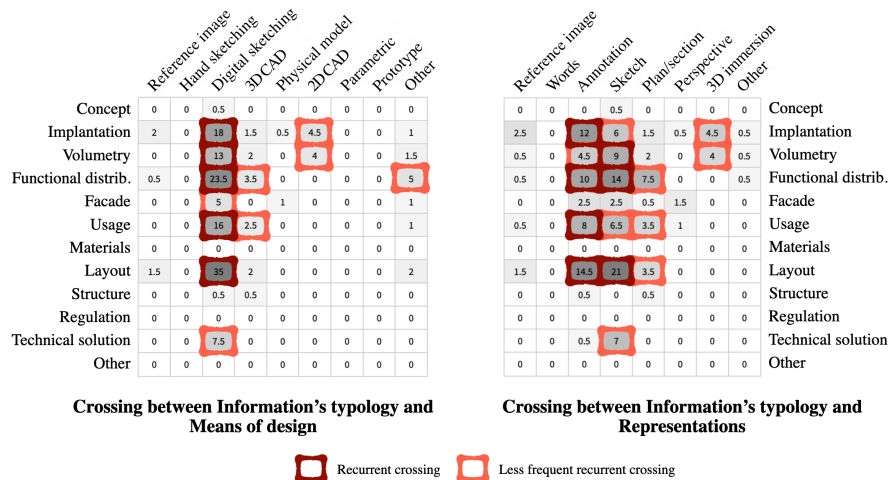 Reference image Hand sketching Digital sketching 3DCAD Physical model 2D CAD Parametric Prototype Other
Concept 0 0 0.5 0 0 0 0 0 0
Implantation 2 0 18 1.5 0.5 4.5 0 0 1
Volumetry 0 0 13 2 0 4 0 0 1.5
Functional distrib. 0.5 0 23.5 3.5 0 0 0 0 5
Facade 0 0 5 0 1 0 0 0 1
Usage 0 0 16 2.5 0 0 0 0 1
Materials 0 0 0 0 0 0 0 0 0
Layout 1.5 0 35 2 0 0 0 0 2
Structure 0 0 0.5 0.5 0 0 0 0 0
Regulation 0 0 0 0 0 0 0 0 0
Technical solution 0 0 7.5 0 0 0 0 0 0
Other 0 0 0 0 0 0 0 0 0
Crossing between Information's typology and
Means of design
Reference image Words Annotation Sketch Plan/section Perspective 3D immersion Other
0 0 0 0.5 0 0 0 0 Concept
2.5 0 12 6 1.5 0.5 4.5 0.5 Implantation
0.5 0 4.5 9 2 0 4 0.5 Volumetry
0.5 0 10 14 7.5 0 0 0.5 Functional distrib.
0 0 2.5 2.5 0.5 1.5 0 0 Facade
0.5 0 8 6.5 3.5 1 0 0 Usage
0 0 0 0 0 0 0 0 Materials
1.5 0 14.5 21 3.5 0 0 0 Layout
0 0 0.5 0 0.5 0 0 0 Structure
0 0 0 0 0 0 0 0 Regulation
0 0 0.5 7 0 0 0 0 Technical solution
0 0 0 0 0 0 0 0 Other
Crossing between Information's typology and
Representations
Recurrent crossing
Less frequent recurrent crossing